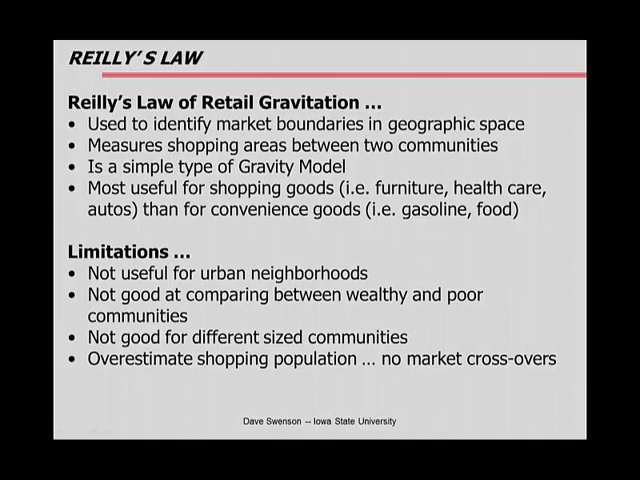 REILLY'S LAW
Reilly's Law of Retail Gravitation …
• Used to identify market boundaries in geographic space
• Measures shopping areas between two communities
• Is a simple type of Gravity Model
• Most useful for shopping goods (i.e. furniture, health care,
autos) than for convenience goods (i.e. gasoline, food)
Limitations …
• Not useful for urban neighborhoods
• Not good at comparing between wealthy and poor
communities
• Not good for different sized communities
• Overestimate shopping population … no market cross-overs
Dave Swenson -- Iowa State University